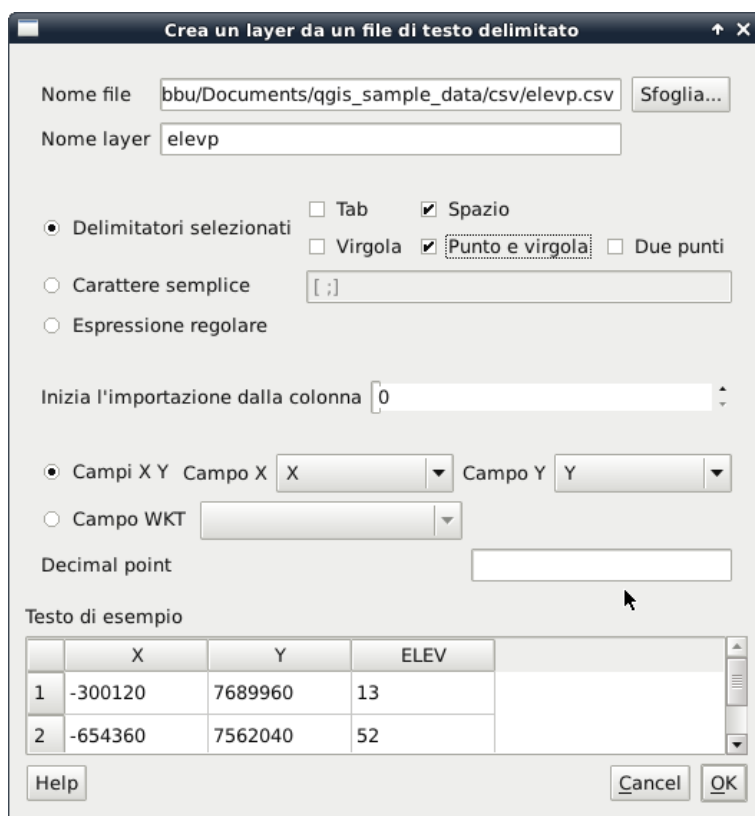 Crea un layer da un file di testo delimitato
Nome file bbu/Documents/qgis_sample_data/csv/elevp.csv Sfoglia...
Nome layer elevp
Tab Spazio
Delimitatori selezionati
Virgola Punto e virgola Due punti
Carattere semplice [ ;]
Espressione regolare
Inizia l'importazione dalla colonna 0
Campi X Y Campo X X Campo Y Y
Campo WKT
Decimal point
Testo di esempio
X Y ELEV
1 -300120 7689960 13
2 -654360 7562040 52
Help Cancel OK